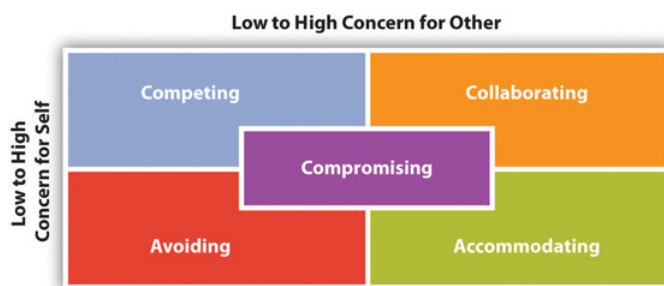 Low to High Concern for Other
Low to High
Concern for Self
Competing
Collaborating
Compromising
Avoiding
Accommodating